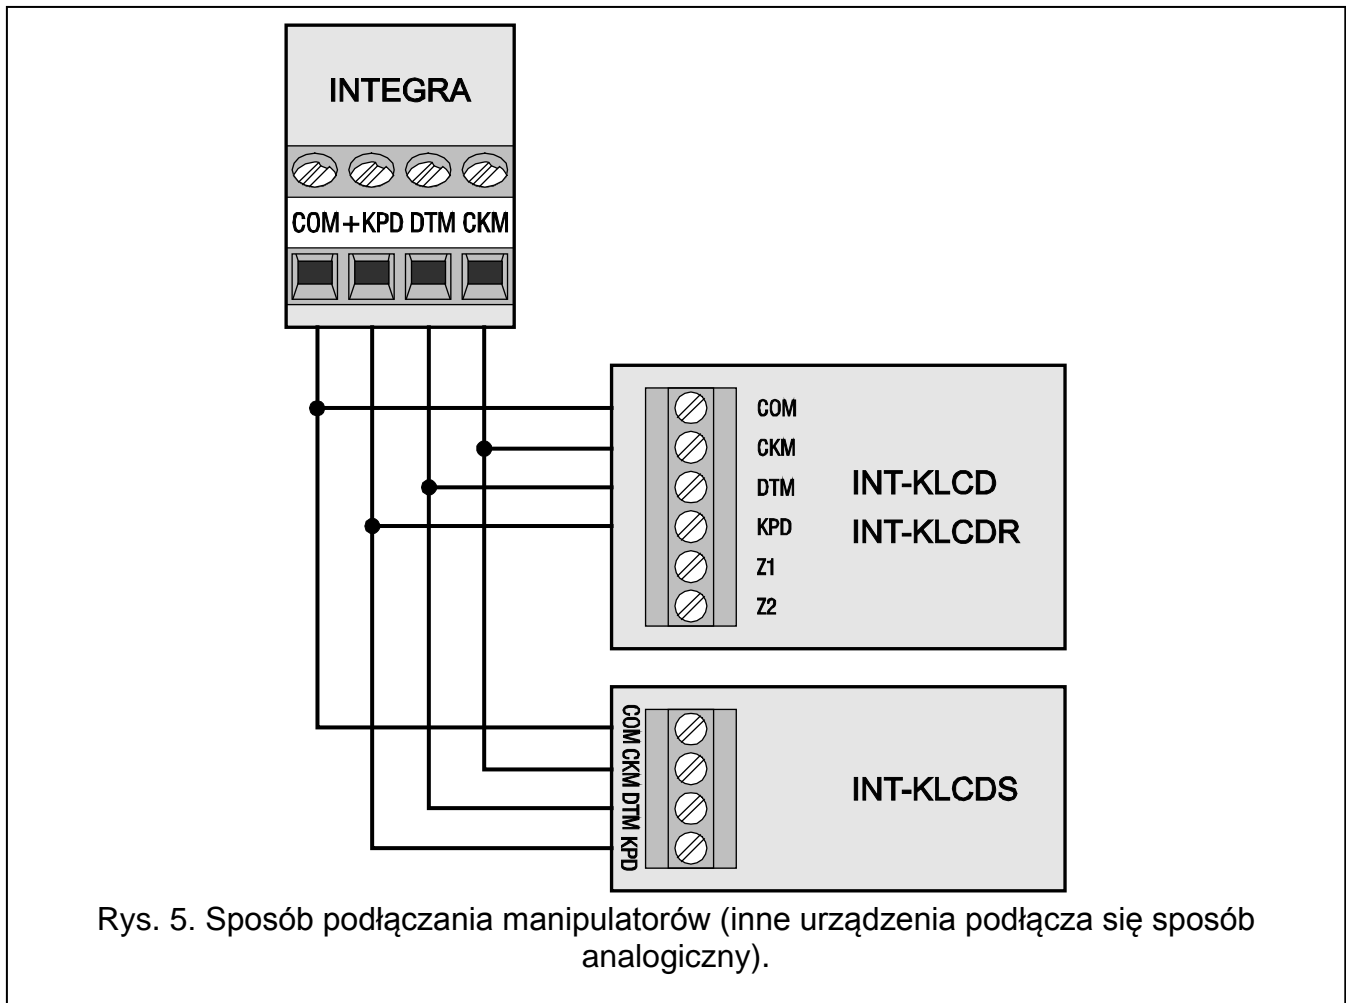 INTEGRA
COM +KPD DTM CKM
COM
CKM
DTM
KPD
Z1
Z2
INT-KLCD
INT-KLCDR
COM CKM DTM KPD
INT-KLCDS
Rys. 5. Sposób podłączania manipulatorów (inne urządzenia podłącza się sposób
analogiczny).